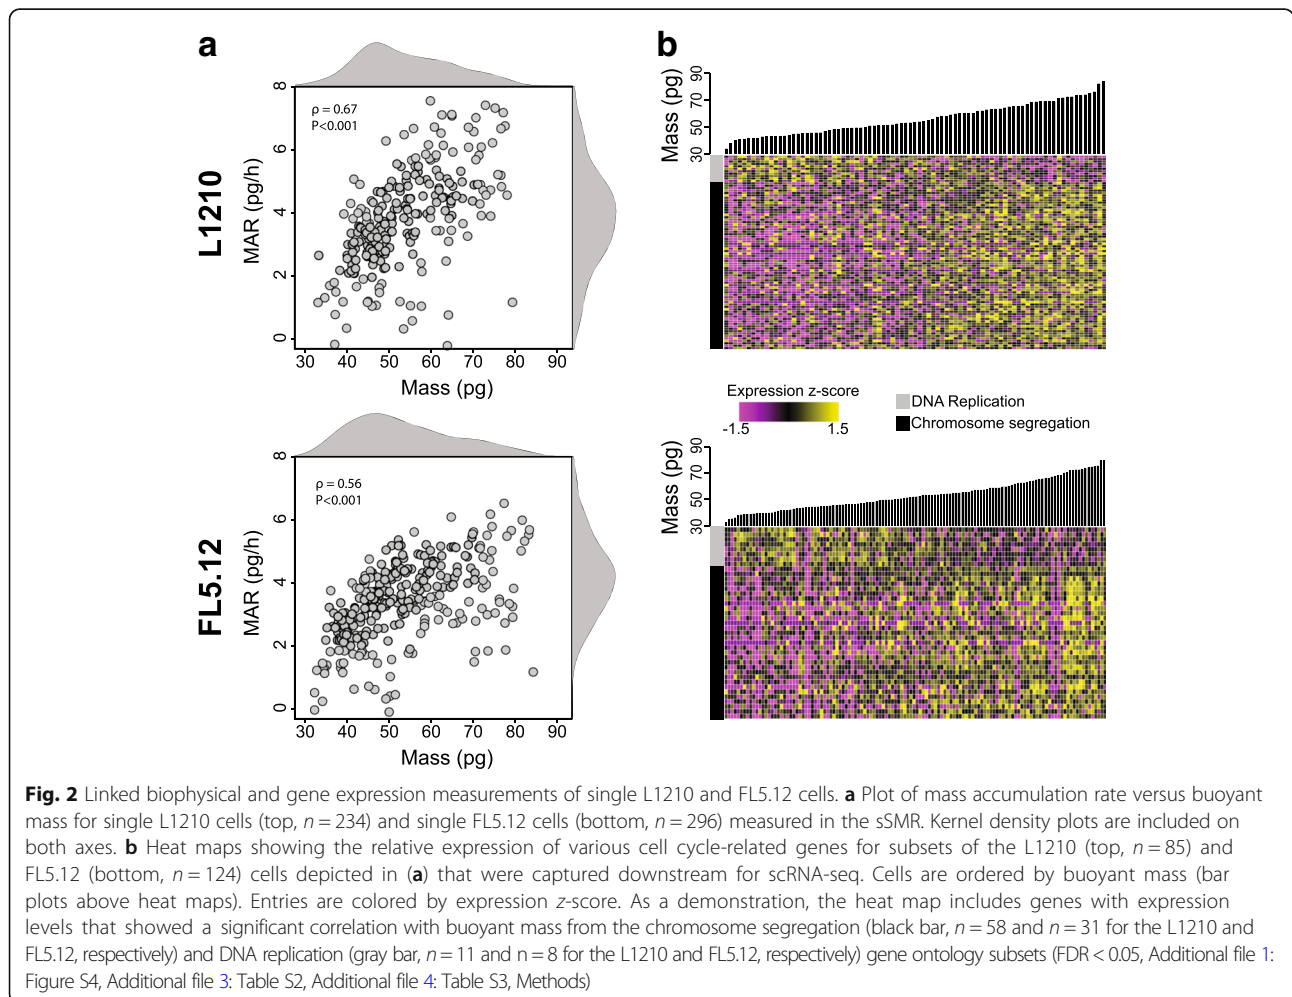 a
b
L1210
ρ = 0.67
P<0.001
MAR (pg/h)
8
6
4
2
0
30 40 50 60 70 80 90
Mass (pg)
Mass (pg)
90
70
50
30
Expression z-score
-1.5 1.5
DNA Replication
Chromosome segregation
FL5.12
ρ = 0.56
P<0.001
MAR (pg/h)
8
6
4
2
0
30 40 50 60 70 80 90
Mass (pg)
Mass (pg)
90
70
50
30
Fig. 2 Linked biophysical and gene expression measurements of single L1210 and FL5.12 cells. a Plot of mass accumulation rate versus buoyant
mass for single L1210 cells (top, n = 234) and single FL5.12 cells (bottom, n = 296) measured in the sSMR. Kernel density plots are included on
both axes. b Heat maps showing the relative expression of various cell cycle-related genes for subsets of the L1210 (top, n = 85) and
FL5.12 (bottom, n = 124) cells depicted in (a) that were captured downstream for scRNA-seq. Cells are ordered by buoyant mass (bar
plots above heat maps). Entries are colored by expression z-score. As a demonstration, the heat map includes genes with expression
levels that showed a significant correlation with buoyant mass from the chromosome segregation (black bar, n = 58 and n = 31 for the L1210 and
FL5.12, respectively) and DNA replication (gray bar, n = 11 and n = 8 for the L1210 and FL5.12, respectively) gene ontology subsets (FDR < 0.05, Additional file 1:
Figure S4, Additional file 3: Table S2, Additional file 4: Table S3, Methods)